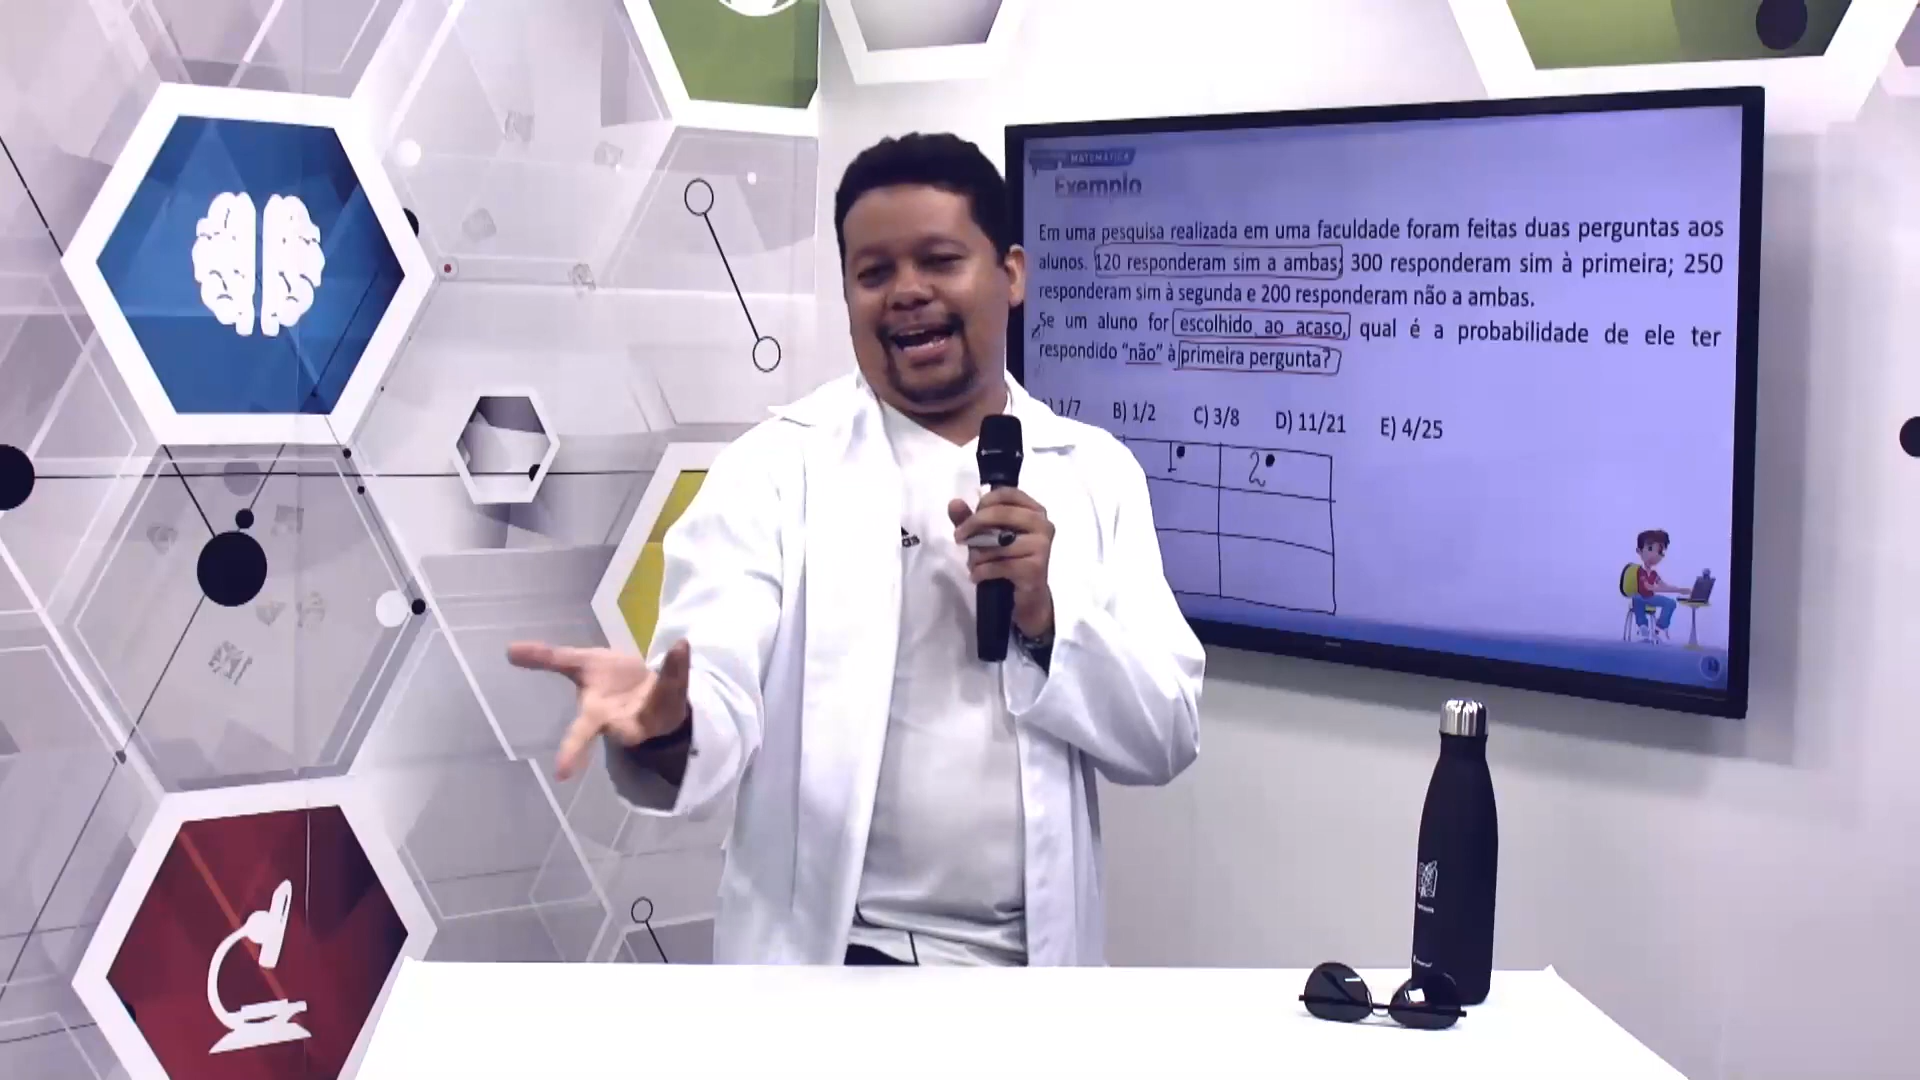 MATEMÁTICA
Exemplo
Em uma pesquisa realizada em uma faculdade foram feitas duas perguntas aos
alunos. 120 responderam sim a ambas; 300 responderam sim à primeira; 250
responderam sim à segunda e 200 responderam não a ambas.
Se um aluno for escolhido ao acaso, qual é a probabilidade de ele ter
respondido “não” à primeira pergunta?
1/7 B) 1/2 C) 3/8 D) 11/21 E) 4/25
1• 2•